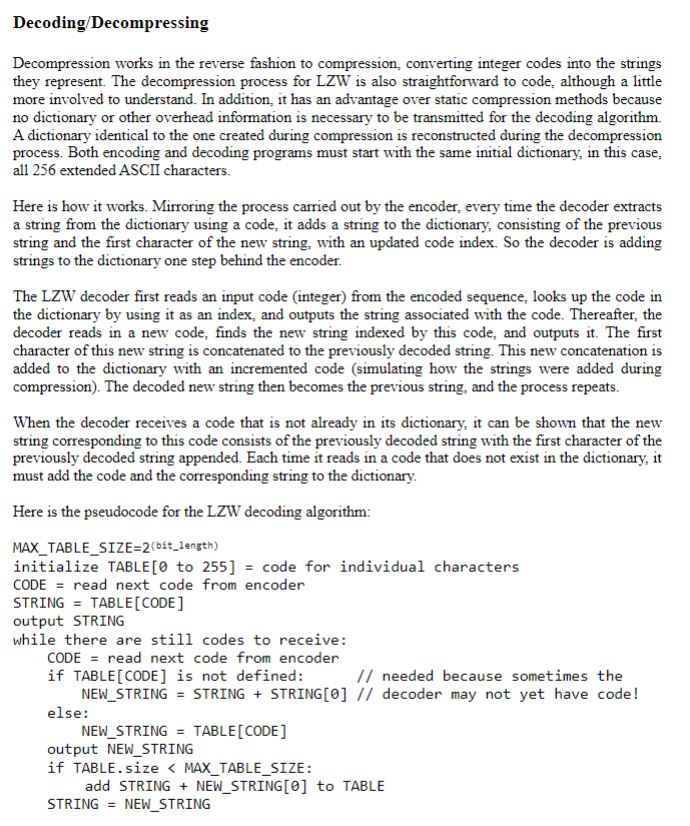 Decoding/Decompressing
Decompression works in the reverse fashion to compression, converting integer codes into the strings
they represent. The decompression process for LZW is also straightforward to code, although a little
more involved to understand. In addition, it has an advantage over static compression methods because
no dictionary or other overhead information is necessary to be transmitted for the decoding algorithm.
A dictionary identical to the one created during compression is reconstructed during the decompression
process. Both encoding and decoding programs must start with the same initial dictionary, in this case,
all 256 extended ASCII characters.
Here is how it works. Mirroring the process carried out by the encoder, every time the decoder extracts
a string from the dictionary using a code, it adds a string to the dictionary, consisting of the previous
string and the first character of the new string, with an updated code index. So the decoder is adding
strings to the dictionary one step behind the encoder.
The LZW decoder first reads an input code (integer) from the encoded sequence, looks up the code in
the dictionary by using it as an index, and outputs the string associated with the code. Thereafter, the
decoder reads in a new code, finds the new string indexed by this code, and outputs it. The first
character of this new string is concatenated to the previously decoded string. This new concatenation is
added to the dictionary with an incremented code (simulating how the strings were added during
compression). The decoded new string then becomes the previous string, and the process repeats.
When the decoder receives a code that is not already in its dictionary, it can be shown that the new
string corresponding to this code consists of the previously decoded string with the first character of the
previously decoded string appended. Each time it reads in a code that does not exist in the dictionary, it
must add the code and the corresponding string to the dictionary.
Here is the pseudocode for the LZW decoding algorithm:
MAX_TABLE_SIZE=2(bit_length)
initialize TABLE[0 to 255] = code for individual characters
CODE = read next code from encoder
STRING = TABLE[CODE]
output STRING
while there are still codes to receive:
    CODE = read next code from encoder
    if TABLE[CODE] is not defined:      // needed because sometimes the
        NEW_STRING = STRING + STRING[0] // decoder may not yet have code!
    else:
        NEW_STRING = TABLE[CODE]
    output NEW_STRING
    if TABLE.size < MAX_TABLE_SIZE:
        add STRING + NEW_STRING[0] to TABLE
    STRING = NEW_STRING